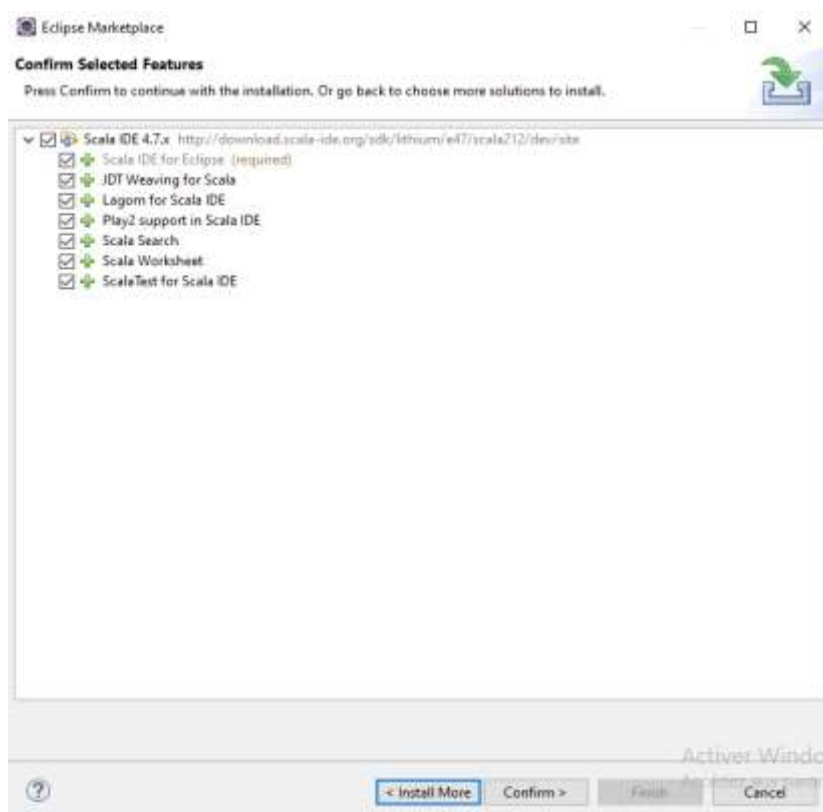 Eclipse Marketplace
Confirm Selected Features
Press Confirm to continue with the installation. Or go back to choose more solutions to install.
Scala IDE 4.7.x http://download.scala-ide.org/sdk/lithium/e47/scala212/dev/site
Scala IDE for Eclipse (required)
JDT Weaving for Scala
Lagom for Scala IDE
Play2 support in Scala IDE
Scala Search
Scala Worksheet
ScalaTest for Scala IDE
Activer Windo
? < Install More Confirm > Finish Cancel